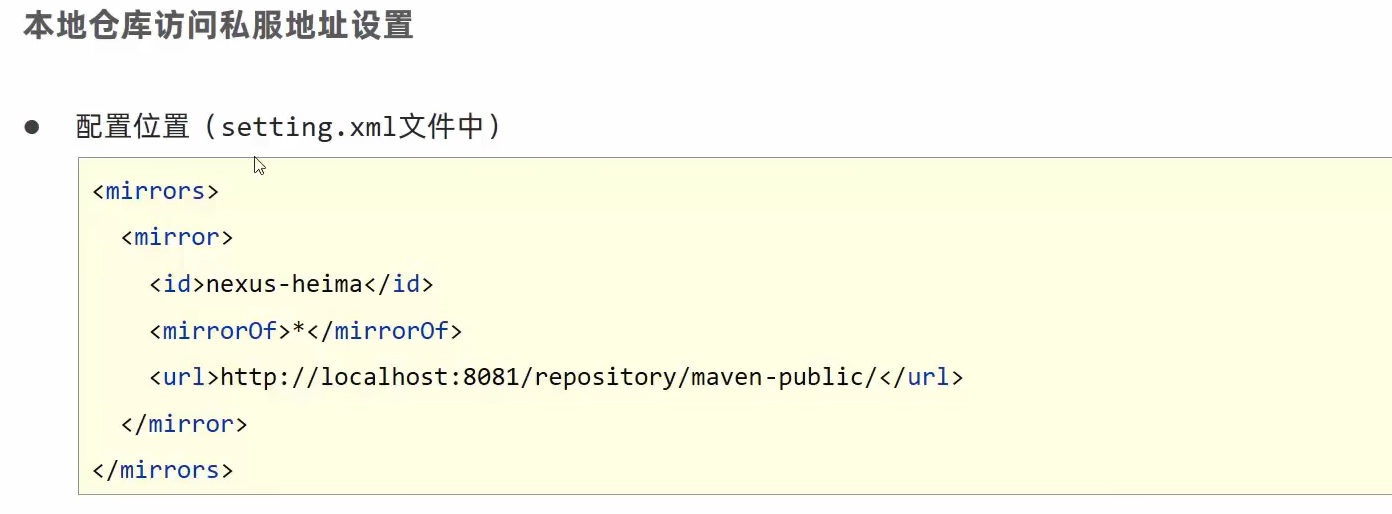 本地仓库访问私服地址设置
● 配置位置（setting.xml文件中）
<mirrors>
<mirror>
<id>nexus-heima</id>
<mirrorOf>*</mirrorOf>
<url>http://localhost:8081/repository/maven-public/</url>
</mirror>
</mirrors>